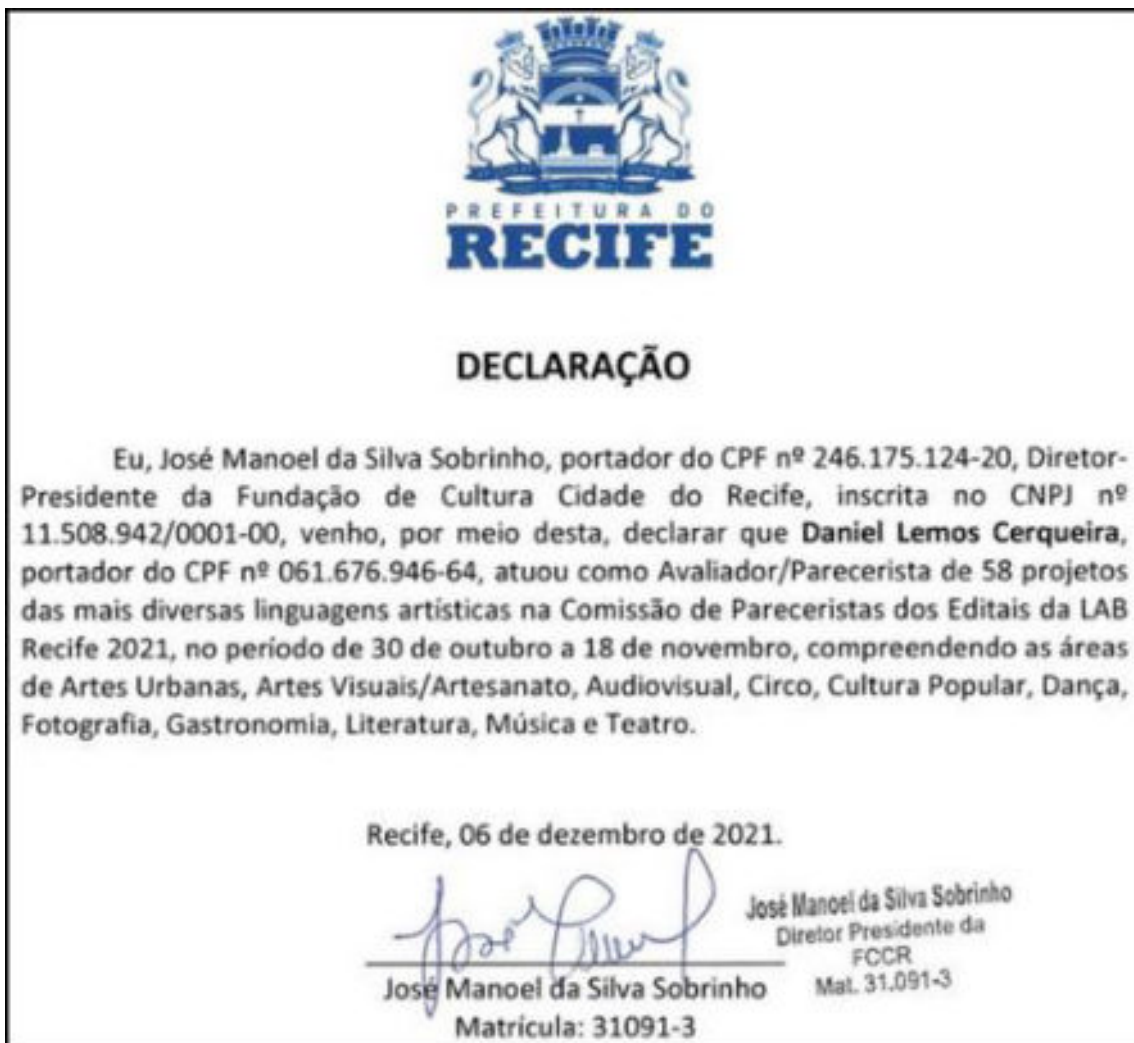 PREFEITURA DO
RECIFE
DECLARAÇÃO
Eu, José Manoel da Silva Sobrinho, portador do CPF nº 246.175.124-20, Diretor-
Presidente da Fundação de Cultura Cidade do Recife, inscrita no CNPJ nº
11.508.942/0001-00, venho, por meio desta, declarar que Daniel Lemos Cerqueira,
portador do CPF nº 061.676.946-64, atuou como Avaliador/Parecerista de 58 projetos
das mais diversas linguagens artísticas na Comissão de Pareceristas dos Editais da LAB
Recife 2021, no período de 30 de outubro a 18 de novembro, compreendendo as áreas
de Artes Urbanas, Artes Visuais/Artesanato, Audiovisual, Circo, Cultura Popular, Dança,
Fotografia, Gastronomia, Literatura, Música e Teatro.
Recife, 06 de dezembro de 2021.
José Manoel da Silva Sobrinho
Diretor Presidente da
FCCR
Mat. 31.091-3
José Manoel da Silva Sobrinho
Matrícula: 31091-3